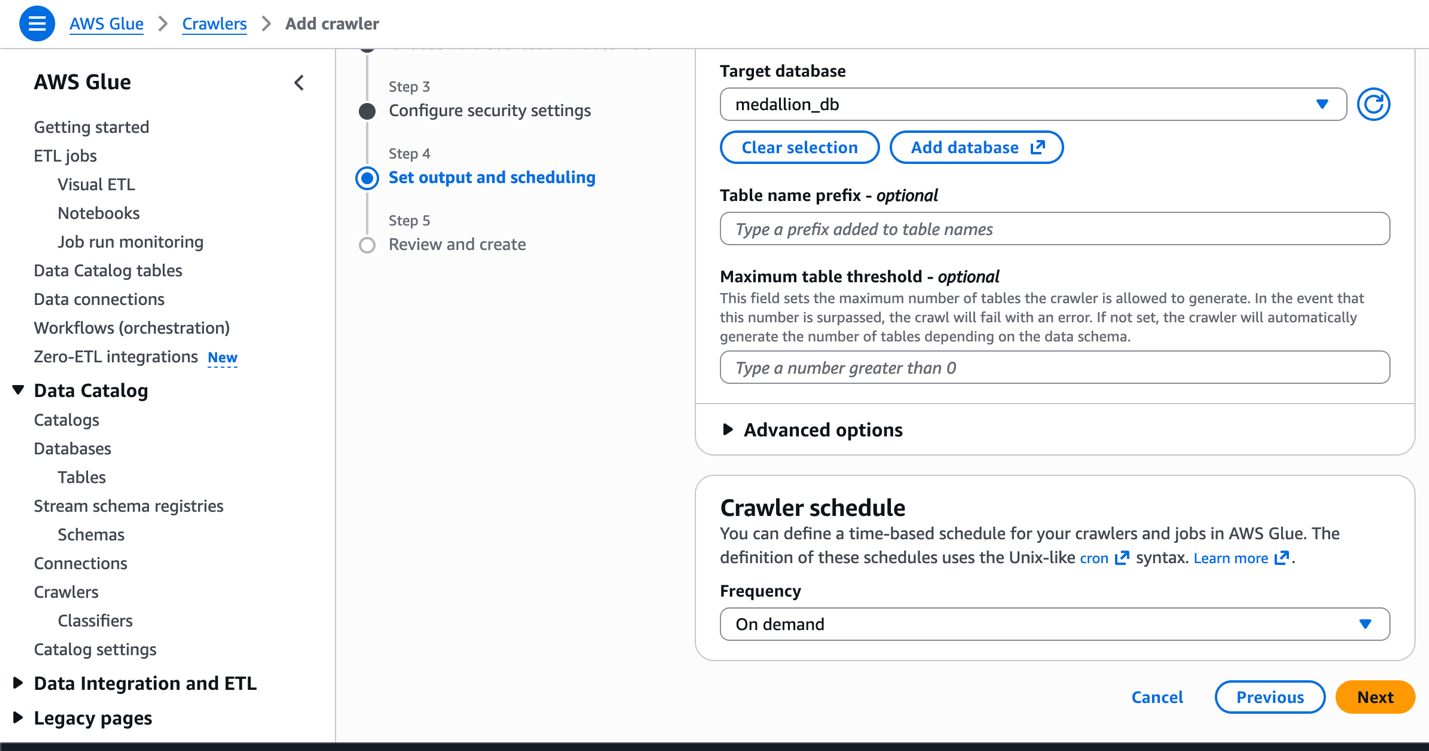 AWS Glue > Crawlers > Add crawler
AWS Glue
Getting started
ETL jobs
Visual ETL
Notebooks
Job run monitoring
Data Catalog tables
Data connections
Workflows (orchestration)
Zero-ETL integrations New
Data Catalog
Catalogs
Databases
Tables
Stream schema registries
Schemas
Connections
Crawlers
Classifiers
Catalog settings
Data Integration and ETL
Legacy pages
Step 3
Configure security settings
Step 4
Set output and scheduling
Step 5
Review and create
Target database
medallion_db
Clear selection Add database
Table name prefix - optional
Type a prefix added to table names
Maximum table threshold - optional
This field sets the maximum number of tables the crawler is allowed to generate. In the event that
this number is surpassed, the crawl will fail with an error. If not set, the crawler will automatically
generate the number of tables depending on the data schema.
Type a number greater than 0
Advanced options
Crawler schedule
You can define a time-based schedule for your crawlers and jobs in AWS Glue. The
definition of these schedules uses the Unix-like cron syntax. Learn more.
Frequency
On demand
Cancel Previous Next